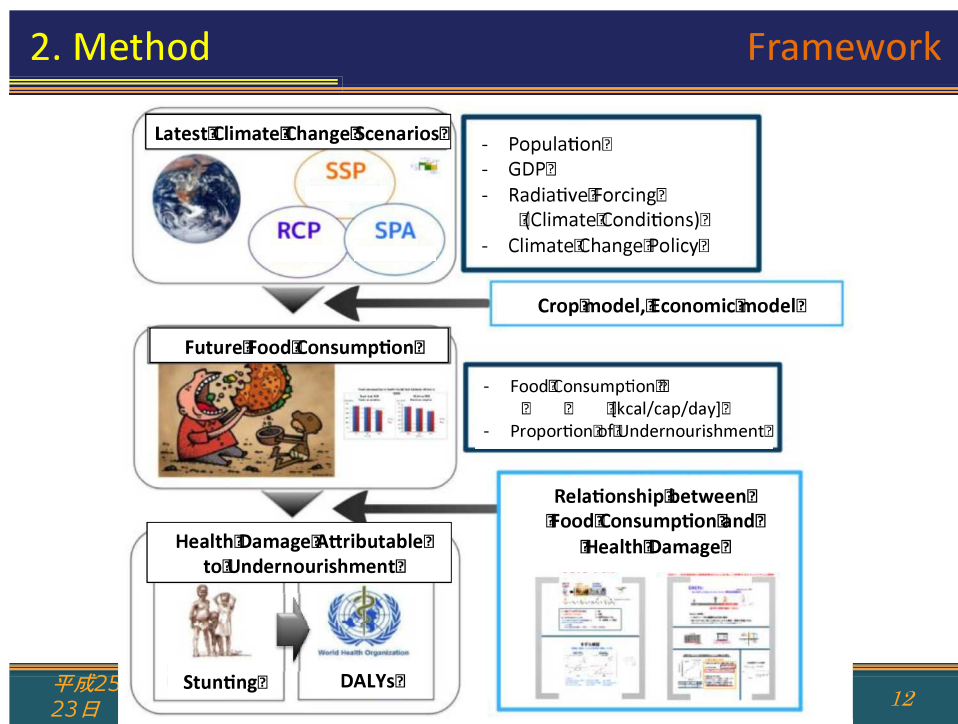 2. Method
Framework
Latest Climate Change Scenarios
SSP
RCP
SPA
- Population
- GDP
- Radiative Forcing
(Climate Conditions)
- Climate Change Policy
Crop model, Economic model
Future Food Consumption
- Food Consumption
[kcal/cap/day]
- Proportion of Undernourishment
Relationship between
Food Consumption and
Health Damage
Health Damage Attributable
to Undernourishment
World Health Organization
Stunting
DALYs
平成25
23日
12